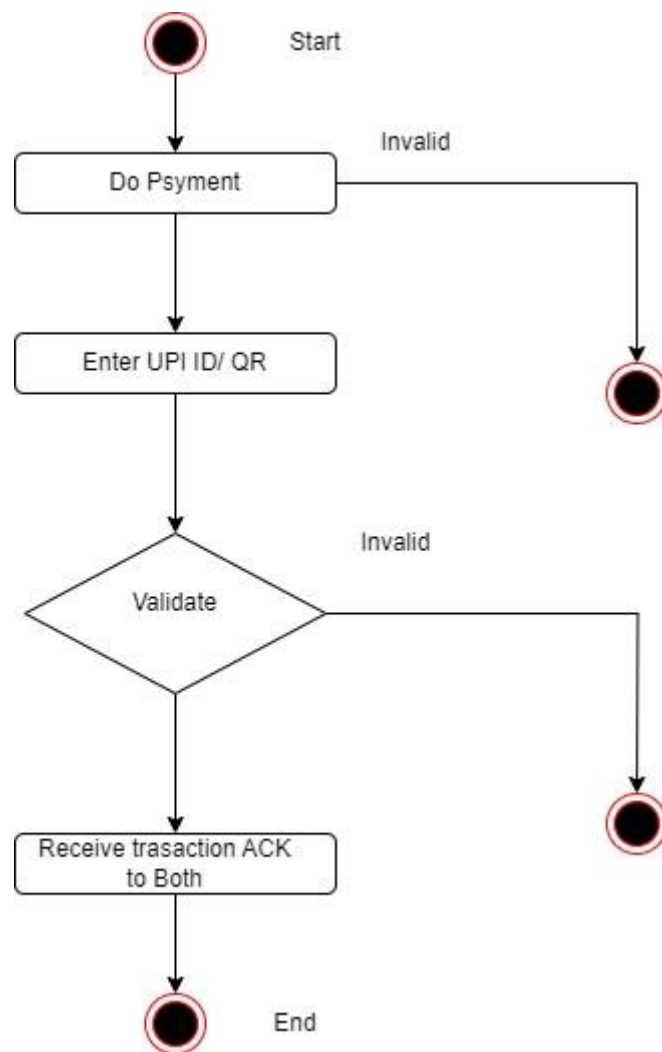 Start
Invalid
Do Psyment
Enter UPI ID/ QR
Invalid
Validate
Receive trasaction ACK
to Both
End